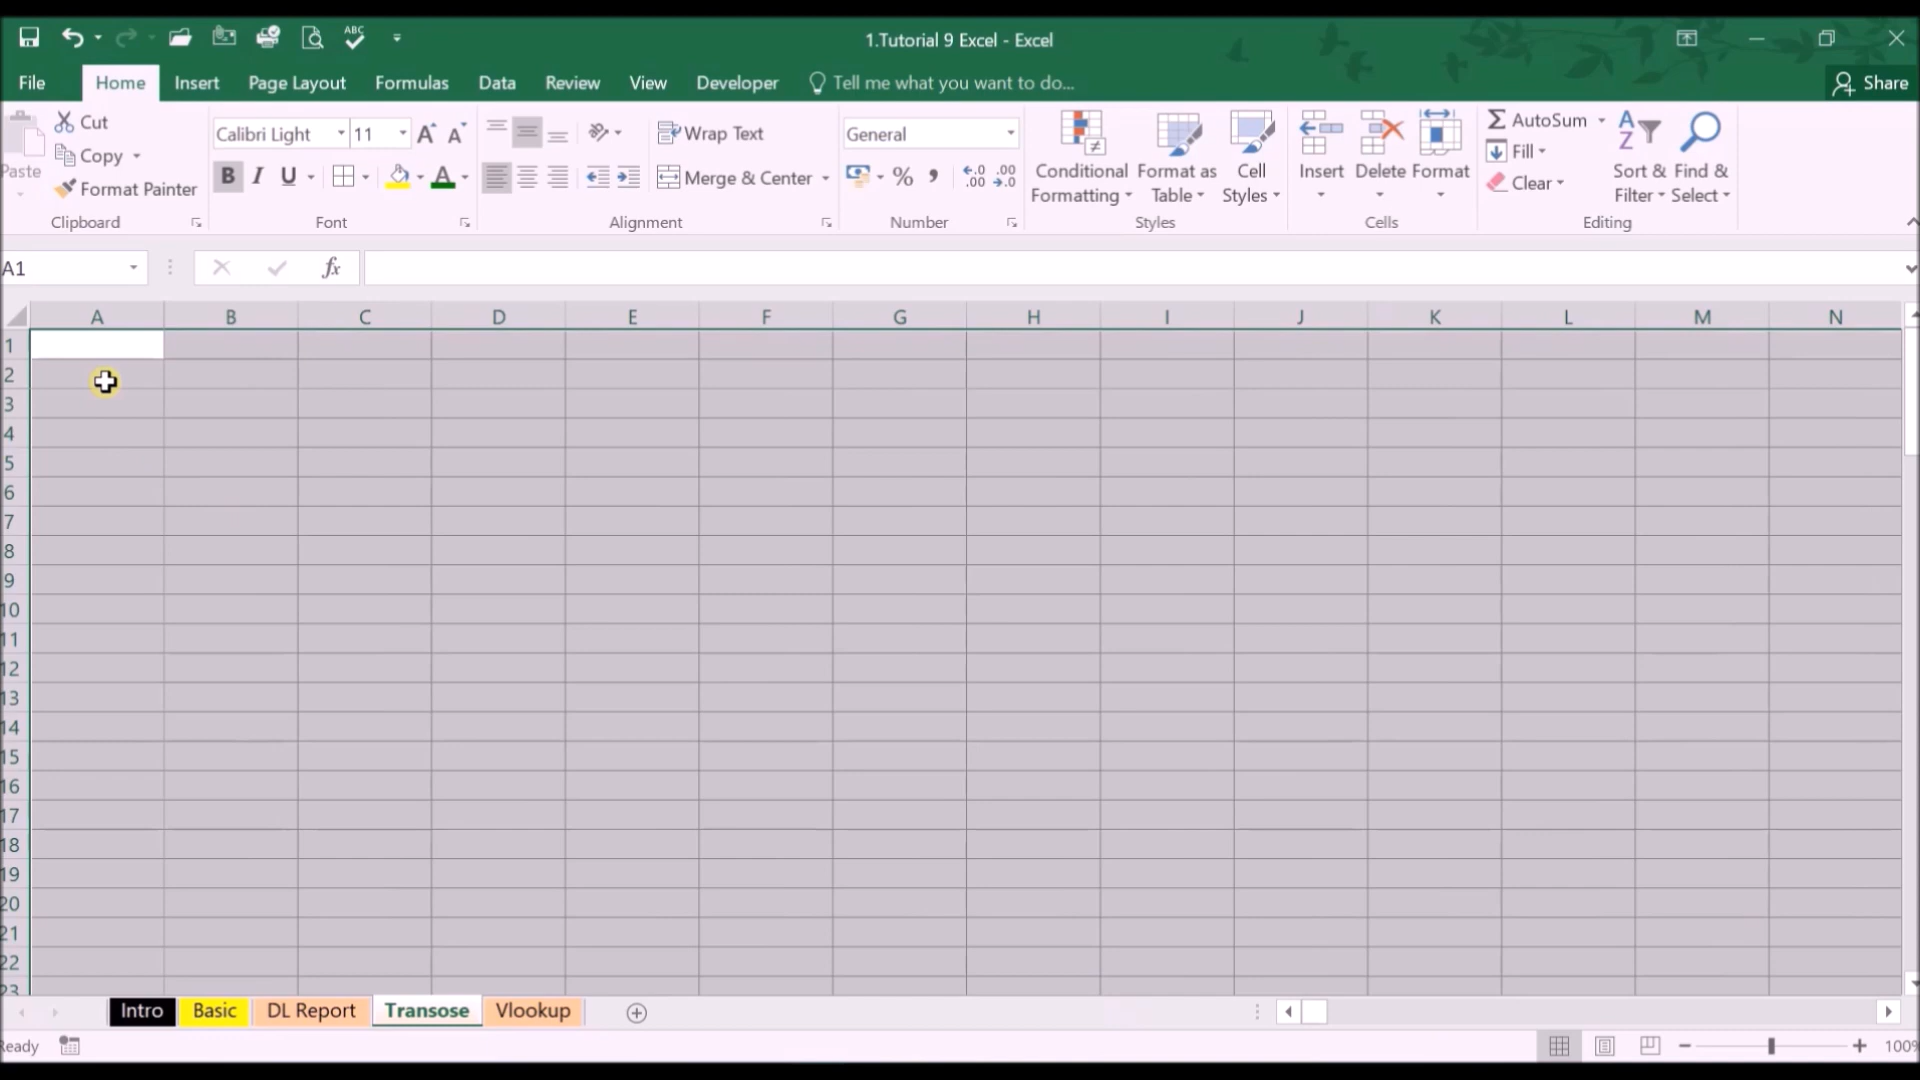 1.Tutorial 9 Excel - Excel
File Home Insert Page Layout Formulas Data Review View Developer Tell me what you want to do... Share
Cut
Copy
Format Painter
Paste
Clipboard
Calibri Light 11
B I U
Font
Wrap Text
Merge & Center
Alignment
General
% ,
Number
Conditional Formatting
Format as Table
Cell Styles
Styles
Insert Delete Format
Cells
AutoSum
Fill
Clear
Sort & Filter
Find & Select
Editing
A1
fx
A B C D E F G H I J K L M N
1
2
3
4
5
6
7
8
9
10
11
12
13
14
15
16
17
18
19
20
21
22
23
Intro Basic DL Report Transose Vlookup
Ready 100%